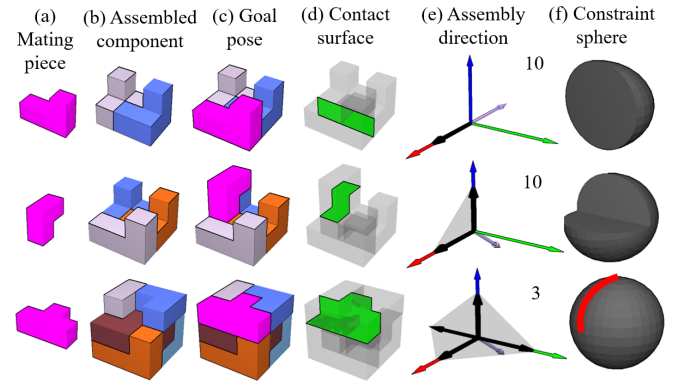 (a)
Mating
piece
(b) Assembled
component
(c) Goal
pose
(d) Contact
surface
(e) Assembly
direction
(f) Constraint
sphere
10
10
3